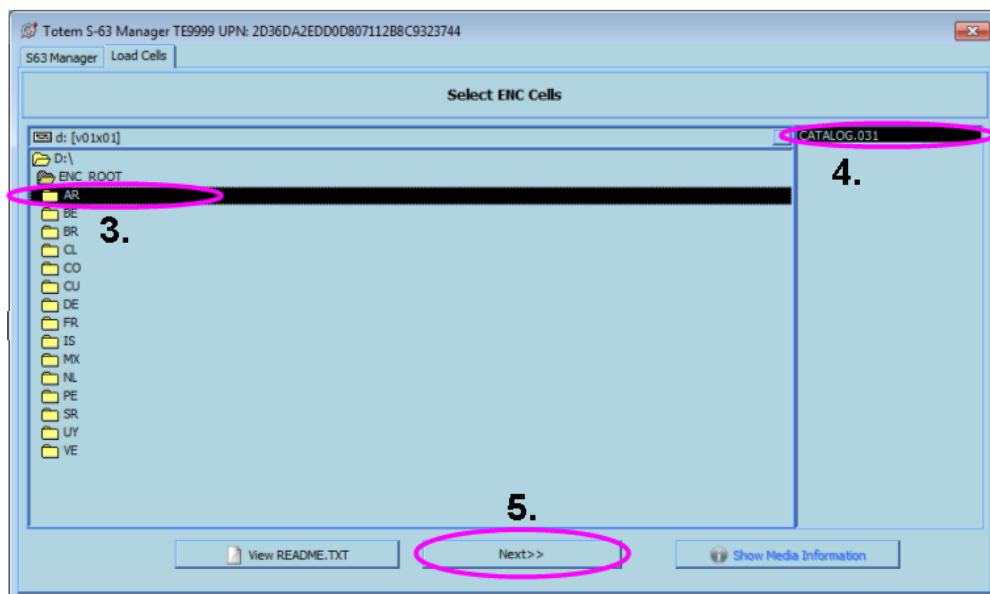 Totem S-63 Manager TE9999 UPN: 2D36DA2EDD0D807112B8C9323744
S63 Manager Load Cells
Select ENC Cells
d: [v01x01]
CATALOG.031
D:\
ENC_ROOT
4.
AR
BE
BR
3.
CL
CO
CU
DE
FR
IS
MX
NL
PE
SR
UY
VE
5.
View README.TXT
Next>>
Show Media Information